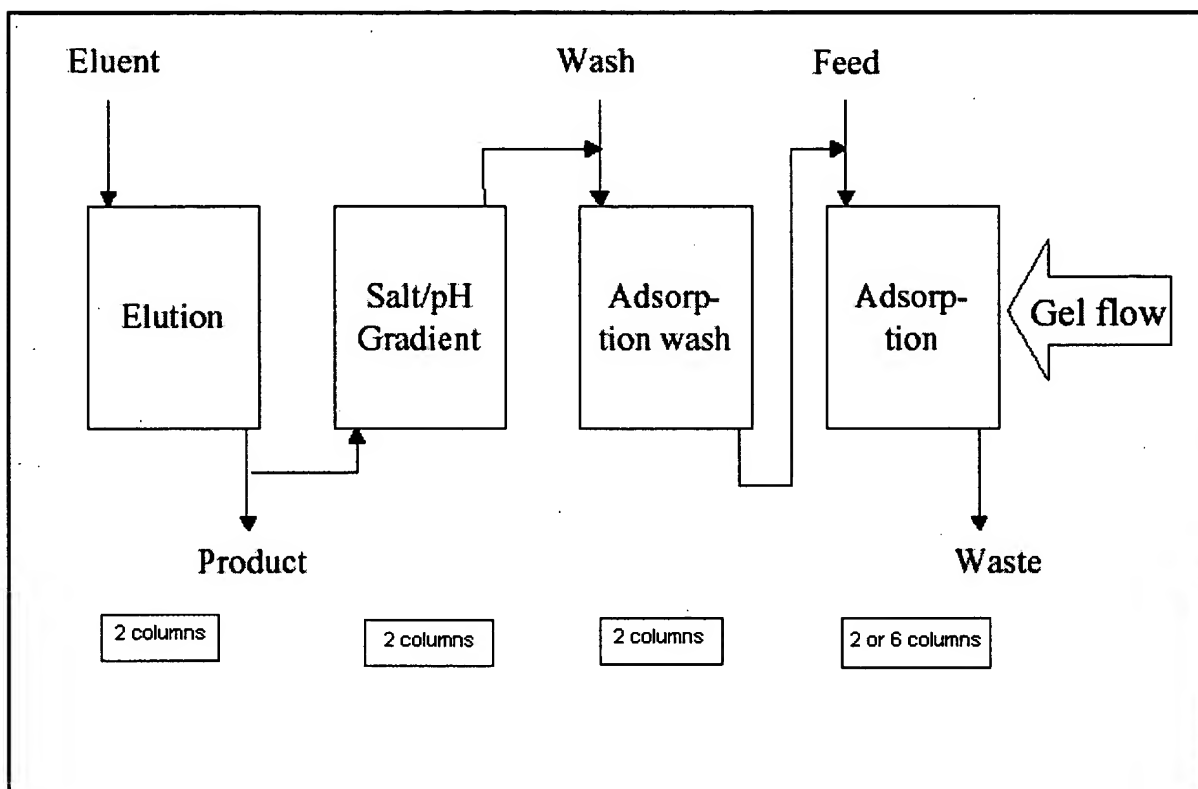 Eluent
Wash
Feed
Elution
Salt/pH
Gradient
Adsorp-
tion wash
Adsorp-
tion
Gel flow
Product
Waste
2 columns
2 columns
2 columns
2 or 6 columns